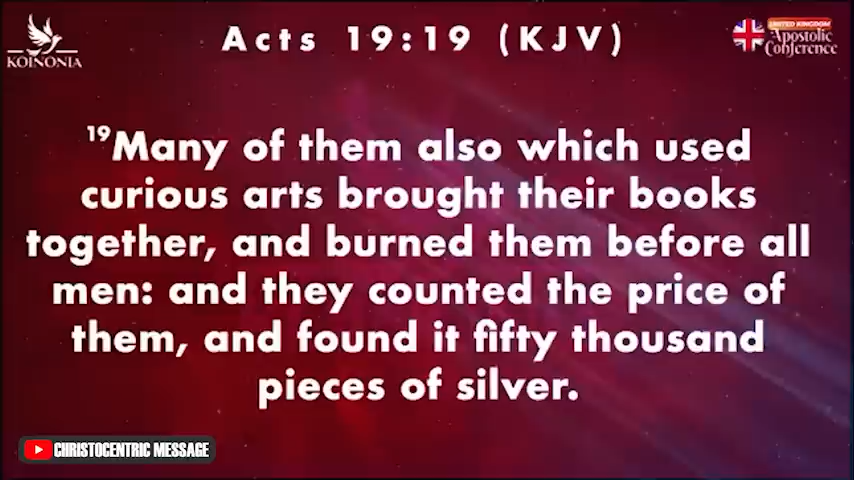 KOINONIA
Acts 19:19 (KJV)
UNITED KINGDOM
Apostolic
Conference
19Many of them also which used
curious arts brought their books
together, and burned them before all
men: and they counted the price of
them, and found it fifty thousand
pieces of silver.
CHRISTOCENTRIC MESSAGE